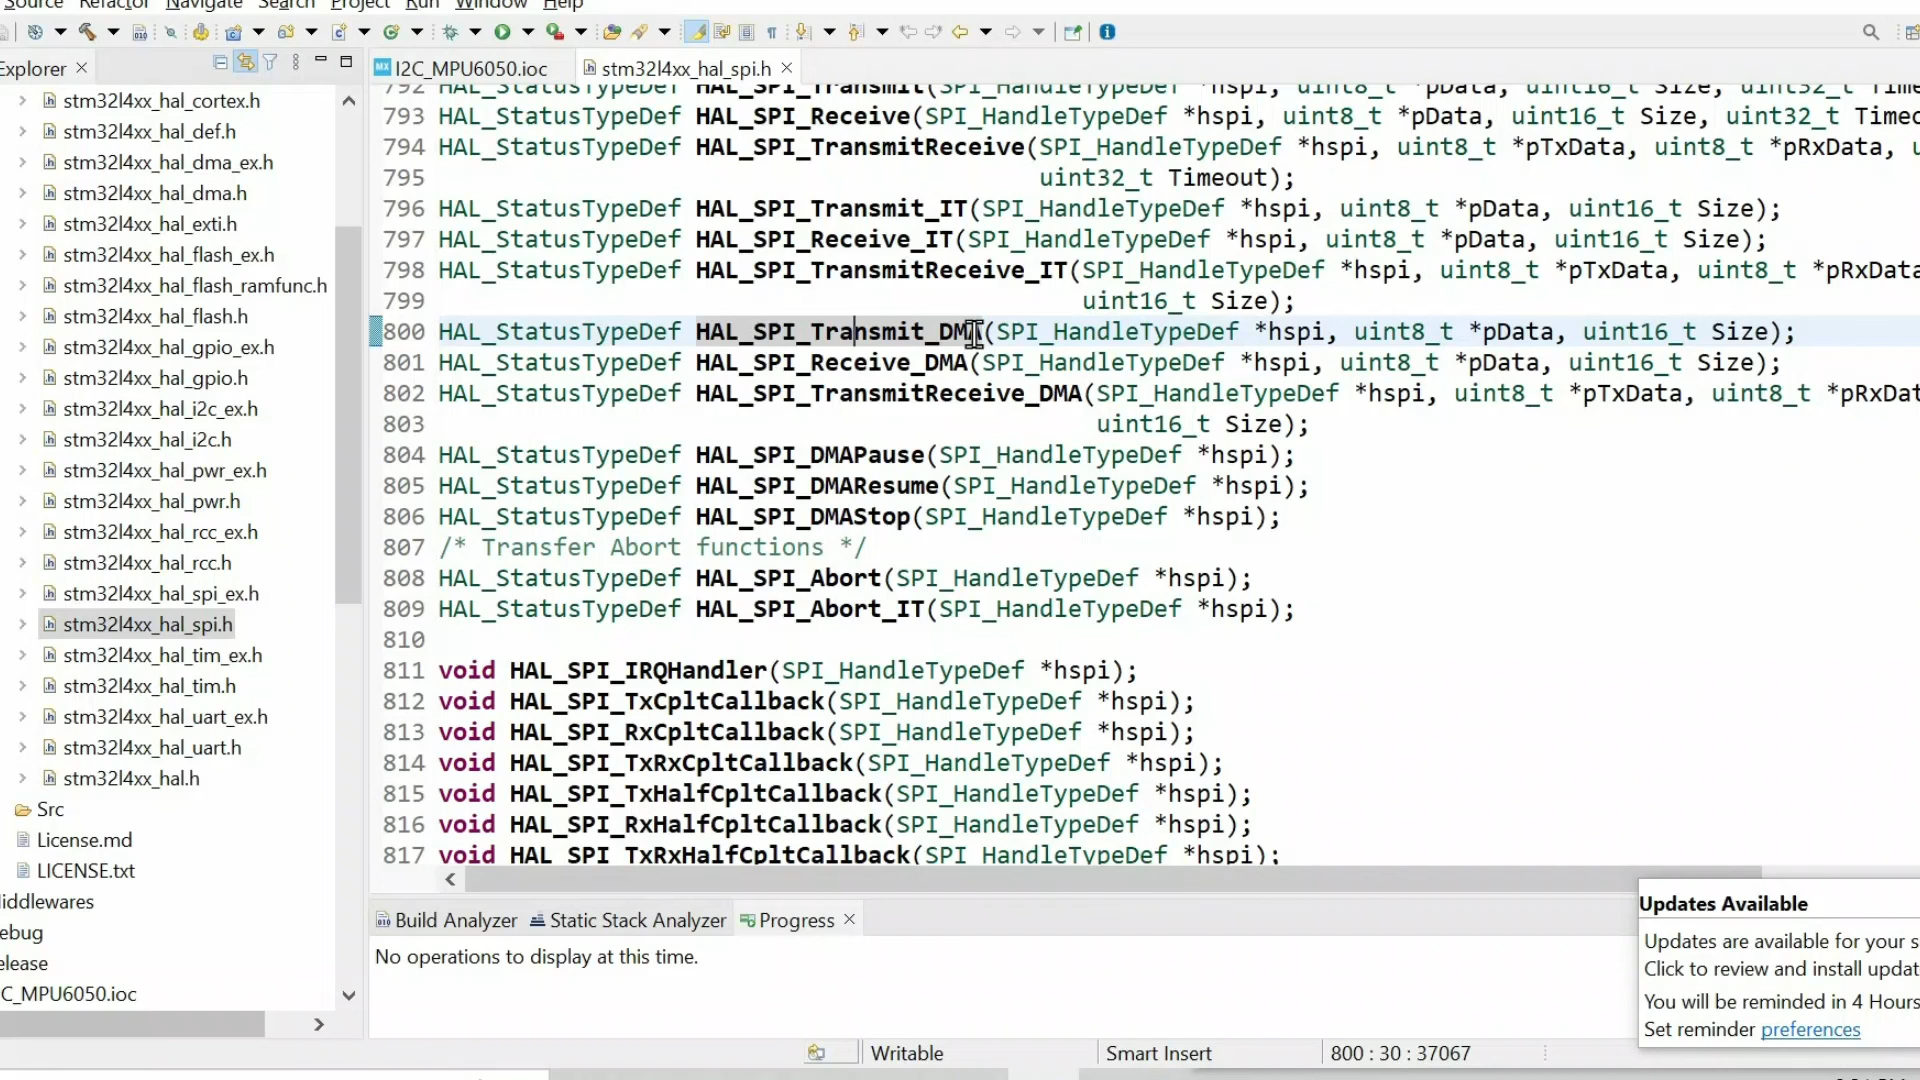 Source Refactor Navigate Search Project Run Window Help
Explorer
I2C_MPU6050.ioc
stm32l4xx_hal_spi.h
stm32l4xx_hal_cortex.h
stm32l4xx_hal_def.h
stm32l4xx_hal_dma_ex.h
stm32l4xx_hal_dma.h
stm32l4xx_hal_exti.h
stm32l4xx_hal_flash_ex.h
stm32l4xx_hal_flash_ramfunc.h
stm32l4xx_hal_flash.h
stm32l4xx_hal_gpio_ex.h
stm32l4xx_hal_gpio.h
stm32l4xx_hal_i2c_ex.h
stm32l4xx_hal_i2c.h
stm32l4xx_hal_pwr_ex.h
stm32l4xx_hal_pwr.h
stm32l4xx_hal_rcc_ex.h
stm32l4xx_hal_rcc.h
stm32l4xx_hal_spi_ex.h
stm32l4xx_hal_spi.h
stm32l4xx_hal_tim_ex.h
stm32l4xx_hal_tim.h
stm32l4xx_hal_uart_ex.h
stm32l4xx_hal_uart.h
stm32l4xx_hal.h
Src
License.md
LICENSE.txt
iddlewares
ebug
elease
C_MPU6050.ioc
792 HAL_StatusTypeDef HAL_SPI_Transmit(SPI_HandleTypeDef *hspi, uint8_t *pData, uint16_t Size, uint32_t Time
793 HAL_StatusTypeDef HAL_SPI_Receive(SPI_HandleTypeDef *hspi, uint8_t *pData, uint16_t Size, uint32_t Timeo
794 HAL_StatusTypeDef HAL_SPI_TransmitReceive(SPI_HandleTypeDef *hspi, uint8_t *pTxData, uint8_t *pRxData, u
795 uint32_t Timeout);
796 HAL_StatusTypeDef HAL_SPI_Transmit_IT(SPI_HandleTypeDef *hspi, uint8_t *pData, uint16_t Size);
797 HAL_StatusTypeDef HAL_SPI_Receive_IT(SPI_HandleTypeDef *hspi, uint8_t *pData, uint16_t Size);
798 HAL_StatusTypeDef HAL_SPI_TransmitReceive_IT(SPI_HandleTypeDef *hspi, uint8_t *pTxData, uint8_t *pRxData
799 uint16_t Size);
800 HAL_StatusTypeDef HAL_SPI_Transmit_DMA(SPI_HandleTypeDef *hspi, uint8_t *pData, uint16_t Size);
801 HAL_StatusTypeDef HAL_SPI_Receive_DMA(SPI_HandleTypeDef *hspi, uint8_t *pData, uint16_t Size);
802 HAL_StatusTypeDef HAL_SPI_TransmitReceive_DMA(SPI_HandleTypeDef *hspi, uint8_t *pTxData, uint8_t *pRxDat
803 uint16_t Size);
804 HAL_StatusTypeDef HAL_SPI_DMAPause(SPI_HandleTypeDef *hspi);
805 HAL_StatusTypeDef HAL_SPI_DMAResume(SPI_HandleTypeDef *hspi);
806 HAL_StatusTypeDef HAL_SPI_DMAStop(SPI_HandleTypeDef *hspi);
807 /* Transfer Abort functions */
808 HAL_StatusTypeDef HAL_SPI_Abort(SPI_HandleTypeDef *hspi);
809 HAL_StatusTypeDef HAL_SPI_Abort_IT(SPI_HandleTypeDef *hspi);
810
811 void HAL_SPI_IRQHandler(SPI_HandleTypeDef *hspi);
812 void HAL_SPI_TxCpltCallback(SPI_HandleTypeDef *hspi);
813 void HAL_SPI_RxCpltCallback(SPI_HandleTypeDef *hspi);
814 void HAL_SPI_TxRxCpltCallback(SPI_HandleTypeDef *hspi);
815 void HAL_SPI_TxHalfCpltCallback(SPI_HandleTypeDef *hspi);
816 void HAL_SPI_RxHalfCpltCallback(SPI_HandleTypeDef *hspi);
817 void HAL_SPI_TxRxHalfCpltCallback(SPI_HandleTypeDef *hspi);
Build Analyzer Static Stack Analyzer Progress
No operations to display at this time.
Updates Available
Updates are available for your s
Click to review and install updat
You will be reminded in 4 Hours
Set reminder preferences
Writable Smart Insert 800 : 30 : 37067